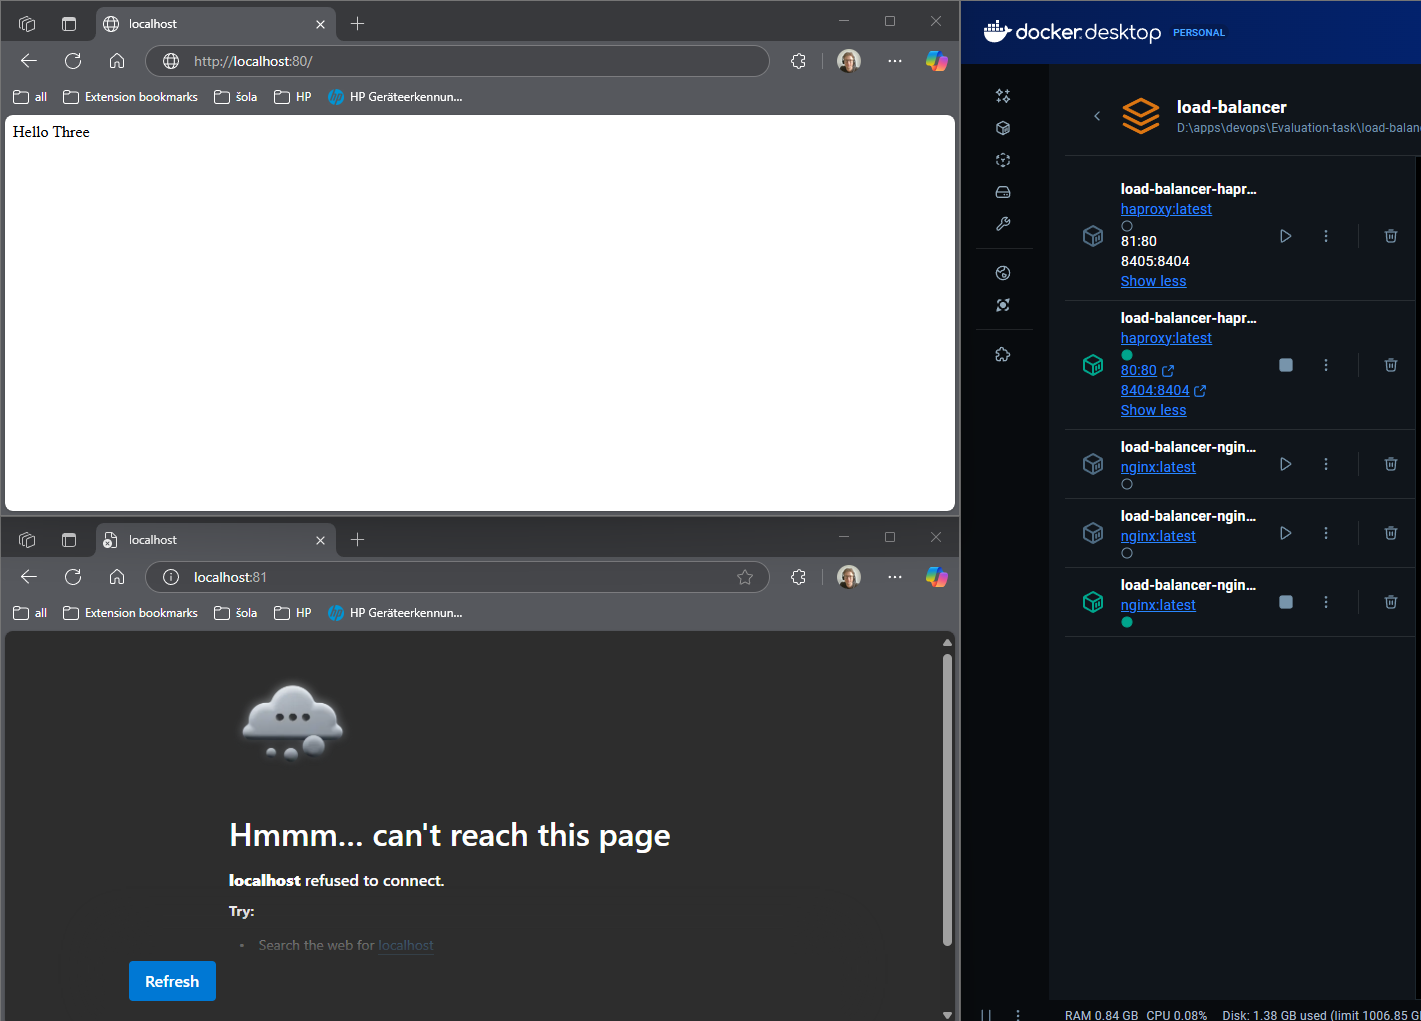 localhost
http://localhost:80/
all
Extension bookmarks
šola
HP
HP Geräteerkennun...
Hello Three
localhost
localhost:81
all
Extension bookmarks
šola
HP
HP Geräteerkennun...
Hmmm... can't reach this page
localhost refused to connect.
Try:
• Search the web for localhost
Refresh
docker.desktop PERSONAL
load-balancer
D:\apps\devops\Evaluation-task\load-balan
load-balancer-hapr...
haproxy:latest
81:80
8405:8404
Show less
load-balancer-hapr...
haproxy:latest
80:80
8404:8404
Show less
load-balancer-ngin...
nginx:latest
load-balancer-ngin...
nginx:latest
load-balancer-ngin...
nginx:latest
RAM 0.84 GB CPU 0.08% Disk: 1.38 GB used (limit 1006.85 G